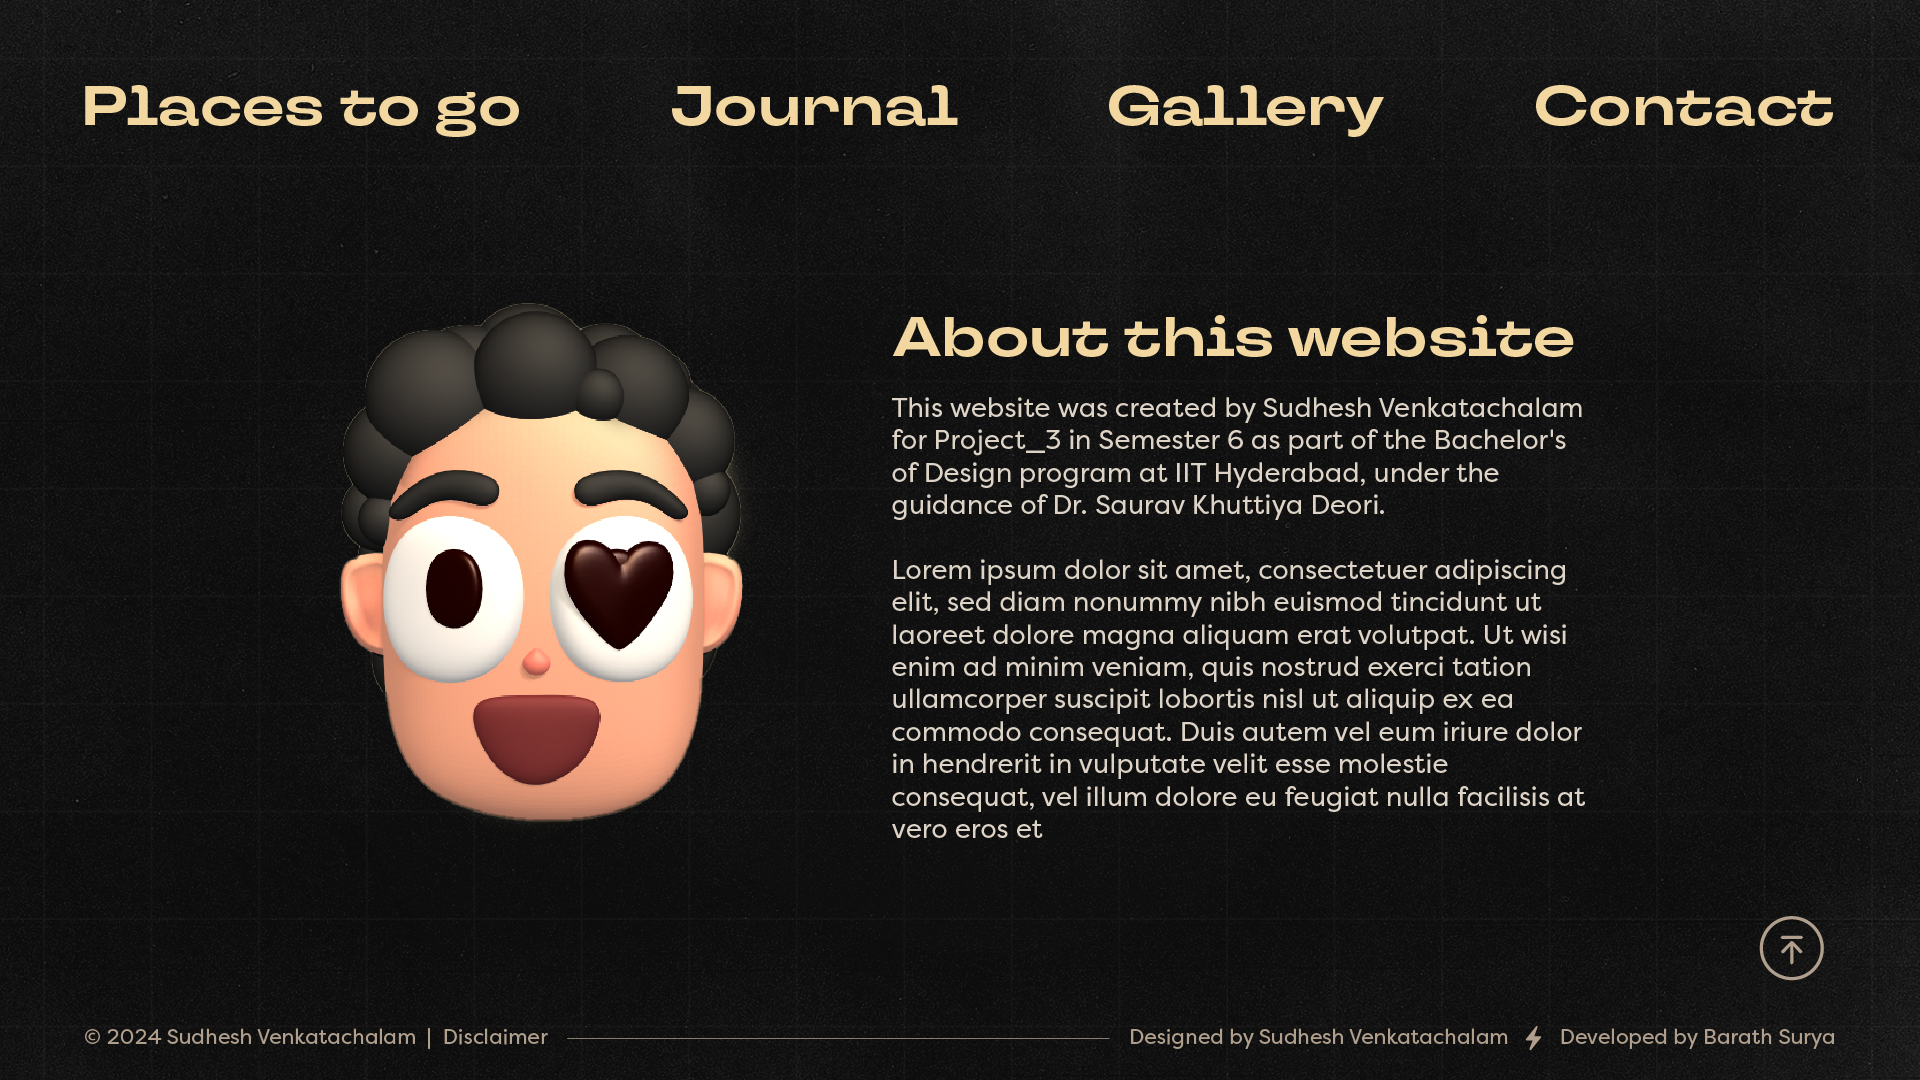 Places to go Journal Gallery Contact
About this website
This website was created by Sudhesh Venkatachalam
for Project_3 in Semester 6 as part of the Bachelor's
of Design program at IIT Hyderabad, under the
guidance of Dr. Saurav Khuttiya Deori.
Lorem ipsum dolor sit amet, consectetuer adipiscing
elit, sed diam nonummy nibh euismod tincidunt ut
laoreet dolore magna aliquam erat volutpat. Ut wisi
enim ad minim veniam, quis nostrud exerci tation
ullamcorper suscipit lobortis nisl ut aliquip ex ea
commodo consequat. Duis autem vel eum iriure dolor
in hendrerit in vulputate velit esse molestie
consequat, vel illum dolore eu feugiat nulla facilisis at
vero eros et
© 2024 Sudhesh Venkatachalam | Disclaimer Designed by Sudhesh Venkatachalam Developed by Barath Surya